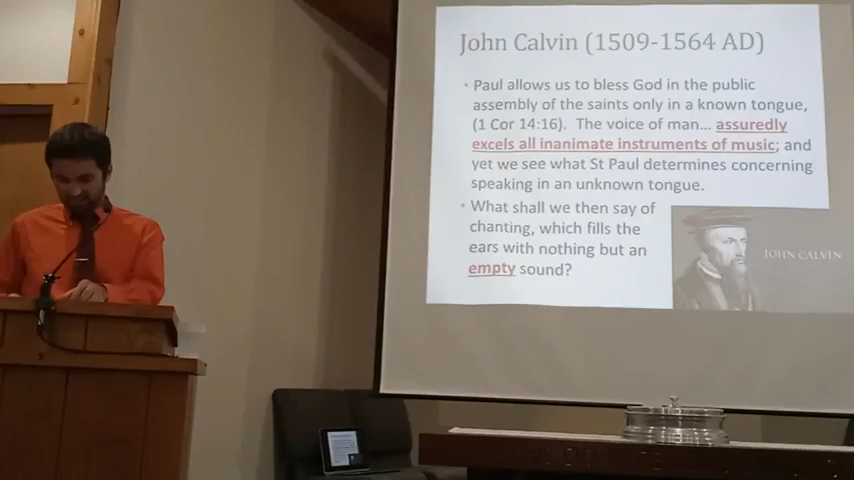 John Calvin (1509-1564 AD)
• Paul allows us to bless God in the public
assembly of the saints only in a known tongue,
(1 Cor 14:16). The voice of man... assuredly
excels all inanimate instruments of music; and
yet we see what St Paul determines concerning
speaking in an unknown tongue.
• What shall we then say of
chanting, which fills the
ears with nothing but an
empty sound?
JOHN CALVIN